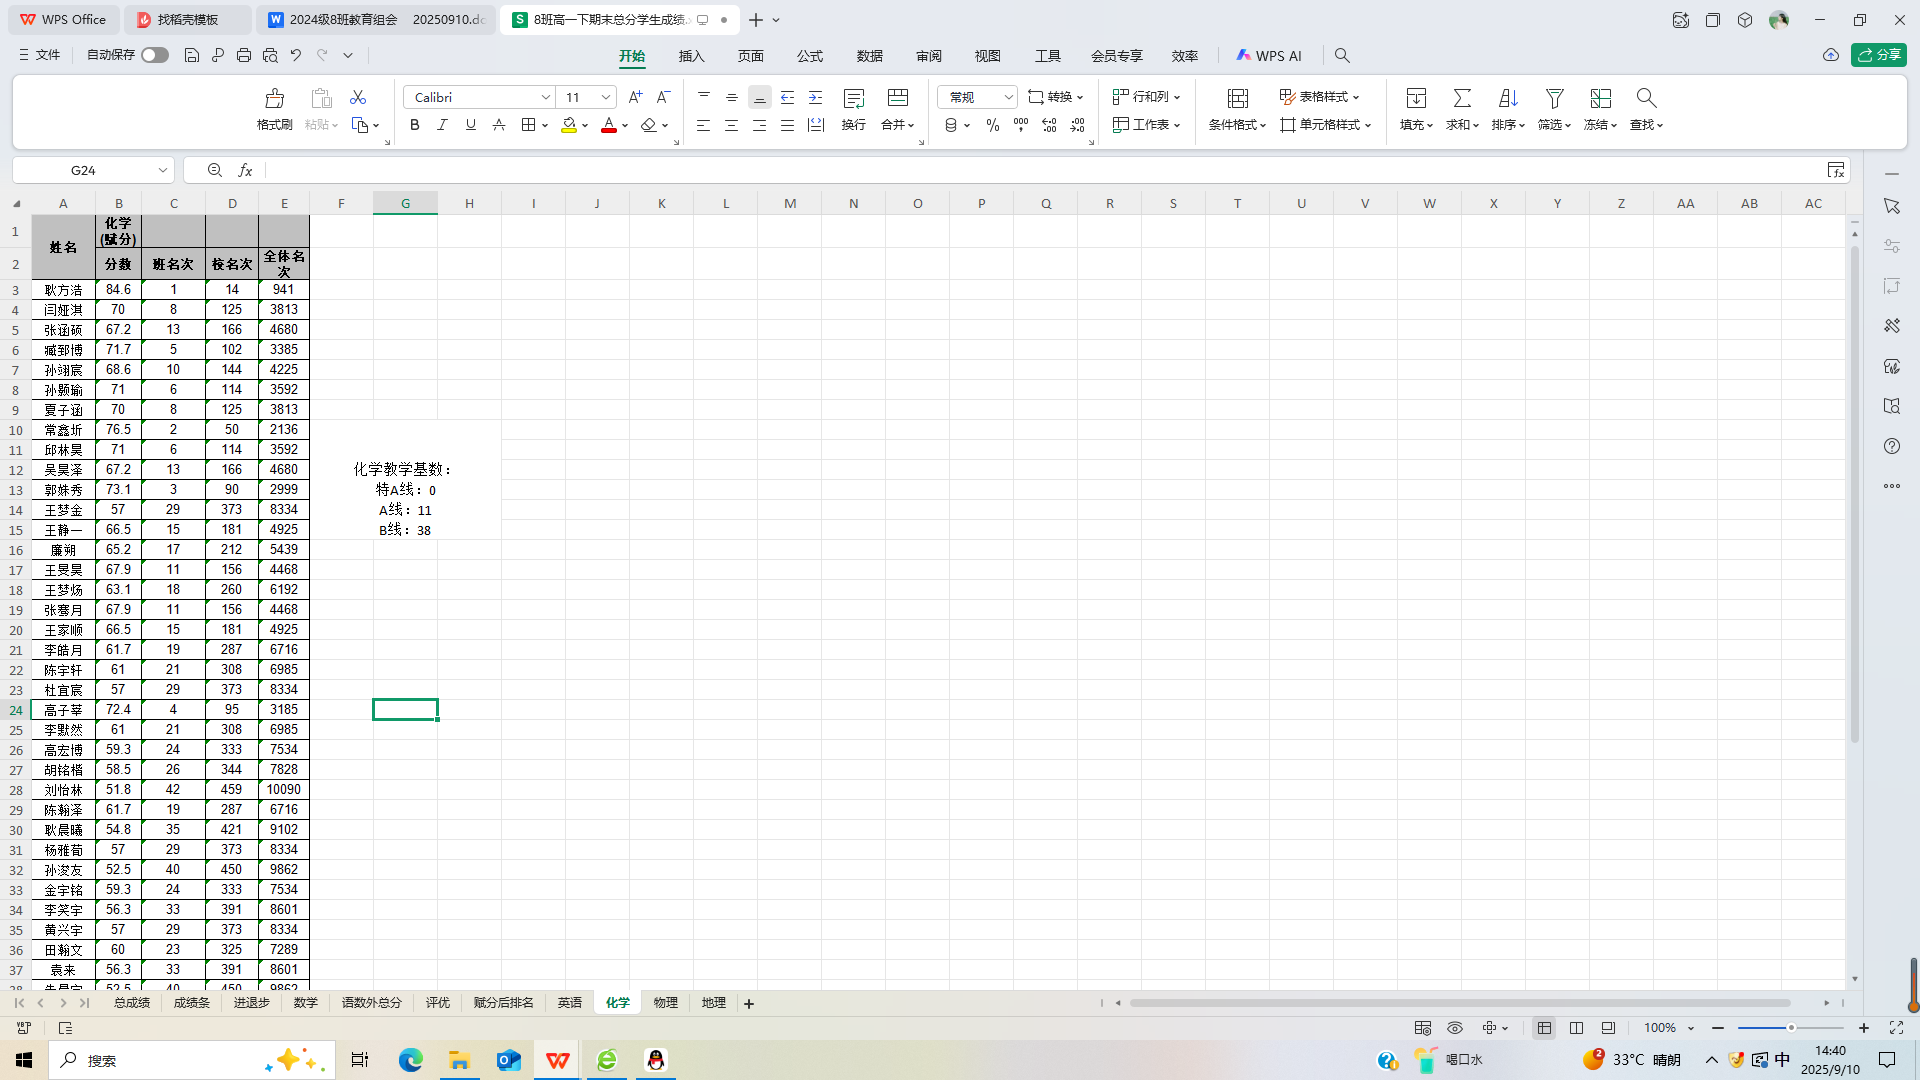 WPS Office 找稻壳模板 2024级8班教育组会 20250910.dc 8班高一下期末总分学生成绩.
文件 自动保存 开始 插入 页面 公式 数据 审阅 视图 工具 会员专享 效率 WPS AI 分享
Calibri 11 常规 转换 行和列 表格样式
格式刷 粘贴 换行 合并 工作表 条件格式 单元格样式 填充 求和 排序 筛选 冻结 查找
G24 fx
A B C D E F G H I J K L M N O P Q R S T U V W X Y Z AA AB AC
1 姓名 化学(赋分)
2 分数 班名次 校名次 全体名次
3 耿方浩 84.6 1 14 941
4 闫娅淇 70 8 125 3813
5 张涵硕 67.2 13 166 4680
6 臧郅博 71.7 5 102 3385
7 孙翊宸 68.6 10 144 4225
8 孙颢瑜 71 6 114 3592
9 夏子涵 70 8 125 3813
10 常鑫圻 76.5 2 50 2136
11 邱林昊 71 6 114 3592
12 吴昊泽 67.2 13 166 4680 化学教学基数：
13 郭姝秀 73.1 3 90 2999 特A线：0
14 王梦金 57 29 373 8334 A线：11
15 王静一 66.5 15 181 4925 B线：38
16 廉朔 65.2 17 212 5439
17 王旻昊 67.9 11 156 4468
18 王梦炀 63.1 18 260 6192
19 张骞月 67.9 11 156 4468
20 王家顺 66.5 15 181 4925
21 李皓月 61.7 19 287 6716
22 陈宇轩 61 21 308 6985
23 杜宜宸 57 29 373 8334
24 高子莘 72.4 4 95 3185
25 李默然 61 21 308 6985
26 高宏博 59.3 24 333 7534
27 胡铭楷 58.5 26 344 7828
28 刘怡林 51.8 42 459 10090
29 陈瀚泽 61.7 19 287 6716
30 耿晨曦 54.8 35 421 9102
31 杨雅荀 57 29 373 8334
32 孙浚友 52.5 40 450 9862
33 金宇铭 59.3 24 333 7534
34 李笑宇 56.3 33 391 8601
35 黄兴宇 57 29 373 8334
36 田瀚文 60 23 325 7289
37 袁来 56.3 33 391 8601
38 52.5 40 450 9862
总成绩 成绩条 进退步 数学 语数外总分 评优 赋分后排名 英语 化学 物理 地理
100%
搜索 喝口水 2 33°C 晴朗 中 14:40
2025/9/10